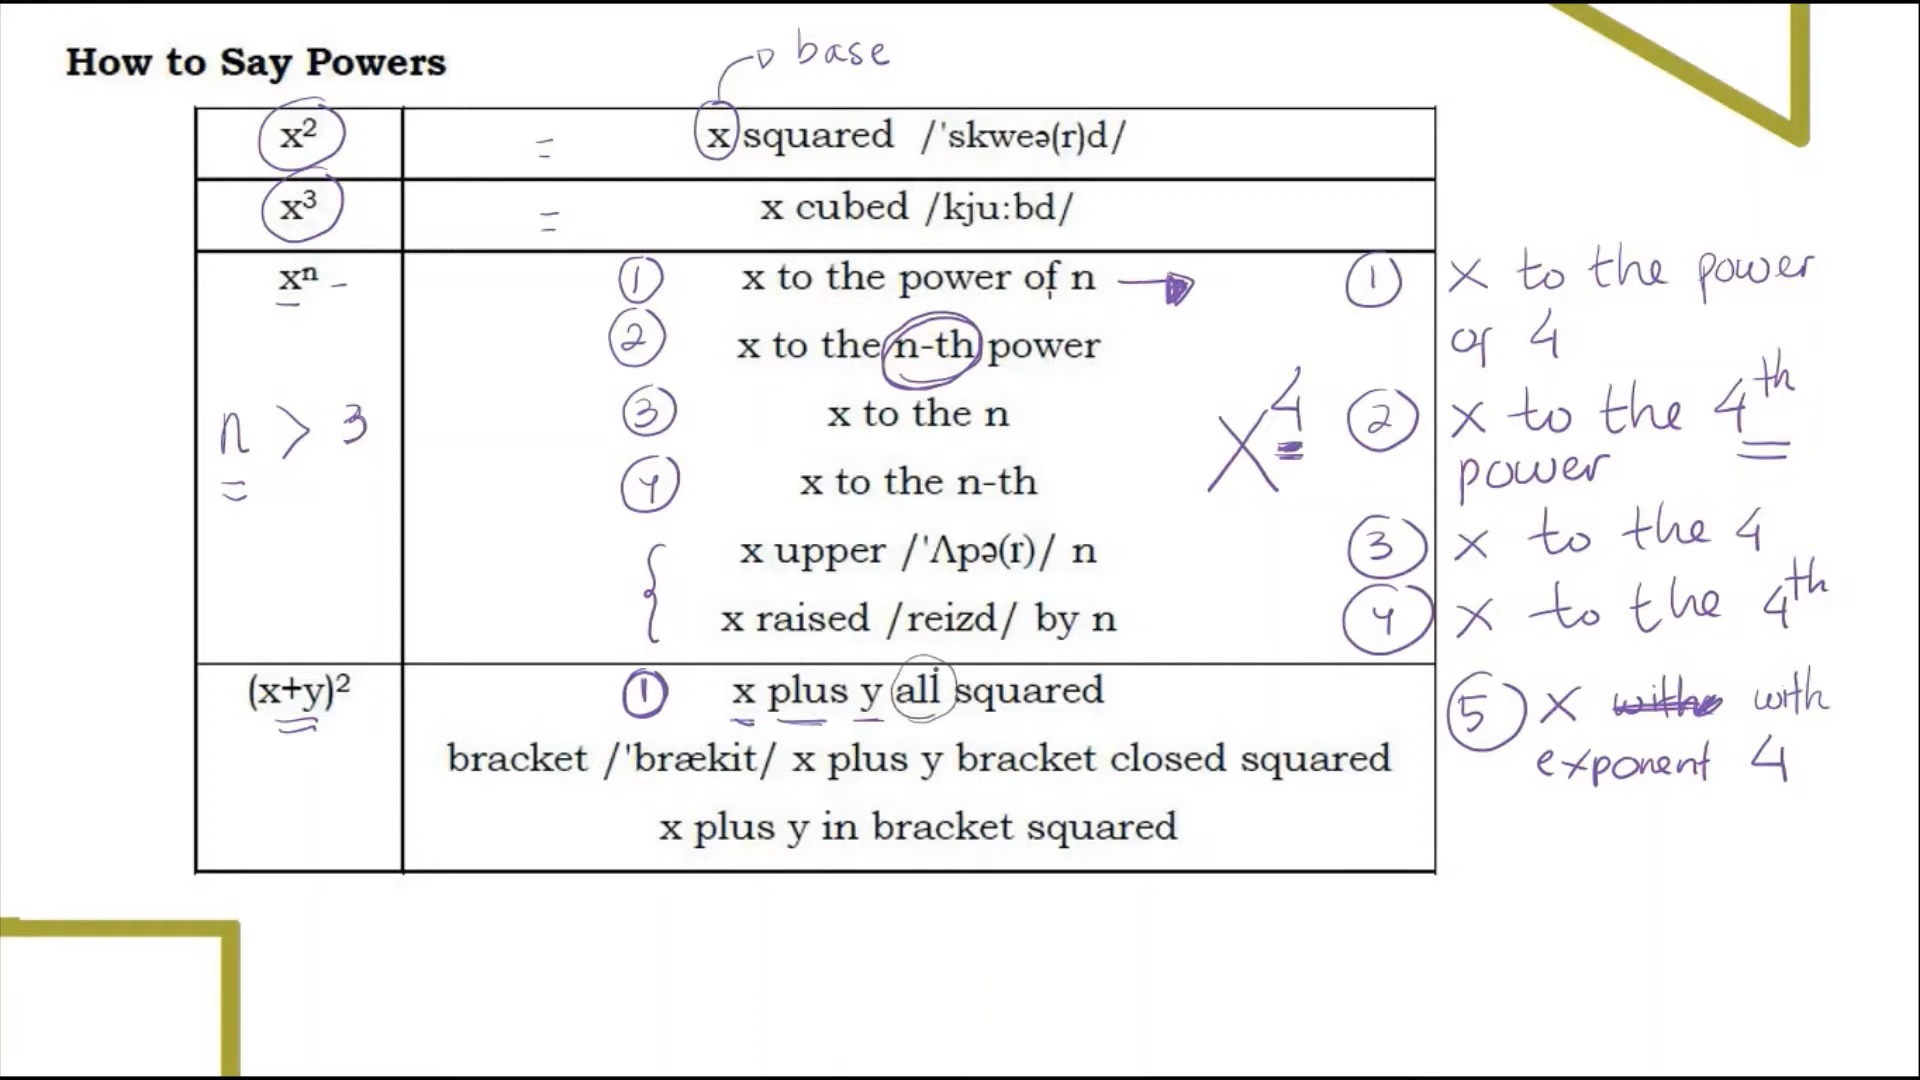 How to Say Powers
base
x² = x squared /'skweə(r)d/
x³ = x cubed /kju:bd/
xⁿ -
n > 3
① x to the power of n
② x to the n-th power
③ x to the n
④ x to the n-th
x upper /'Λpə(r)/ n
x raised /reizd/ by n
(x+y)²
① x plus y all squared
bracket /'brækit/ x plus y bracket closed squared
x plus y in bracket squared
x⁴
① x to the power
of 4
② x to the 4th
power
③ x to the 4
④ x to the 4th
⑤ x with
exponent 4